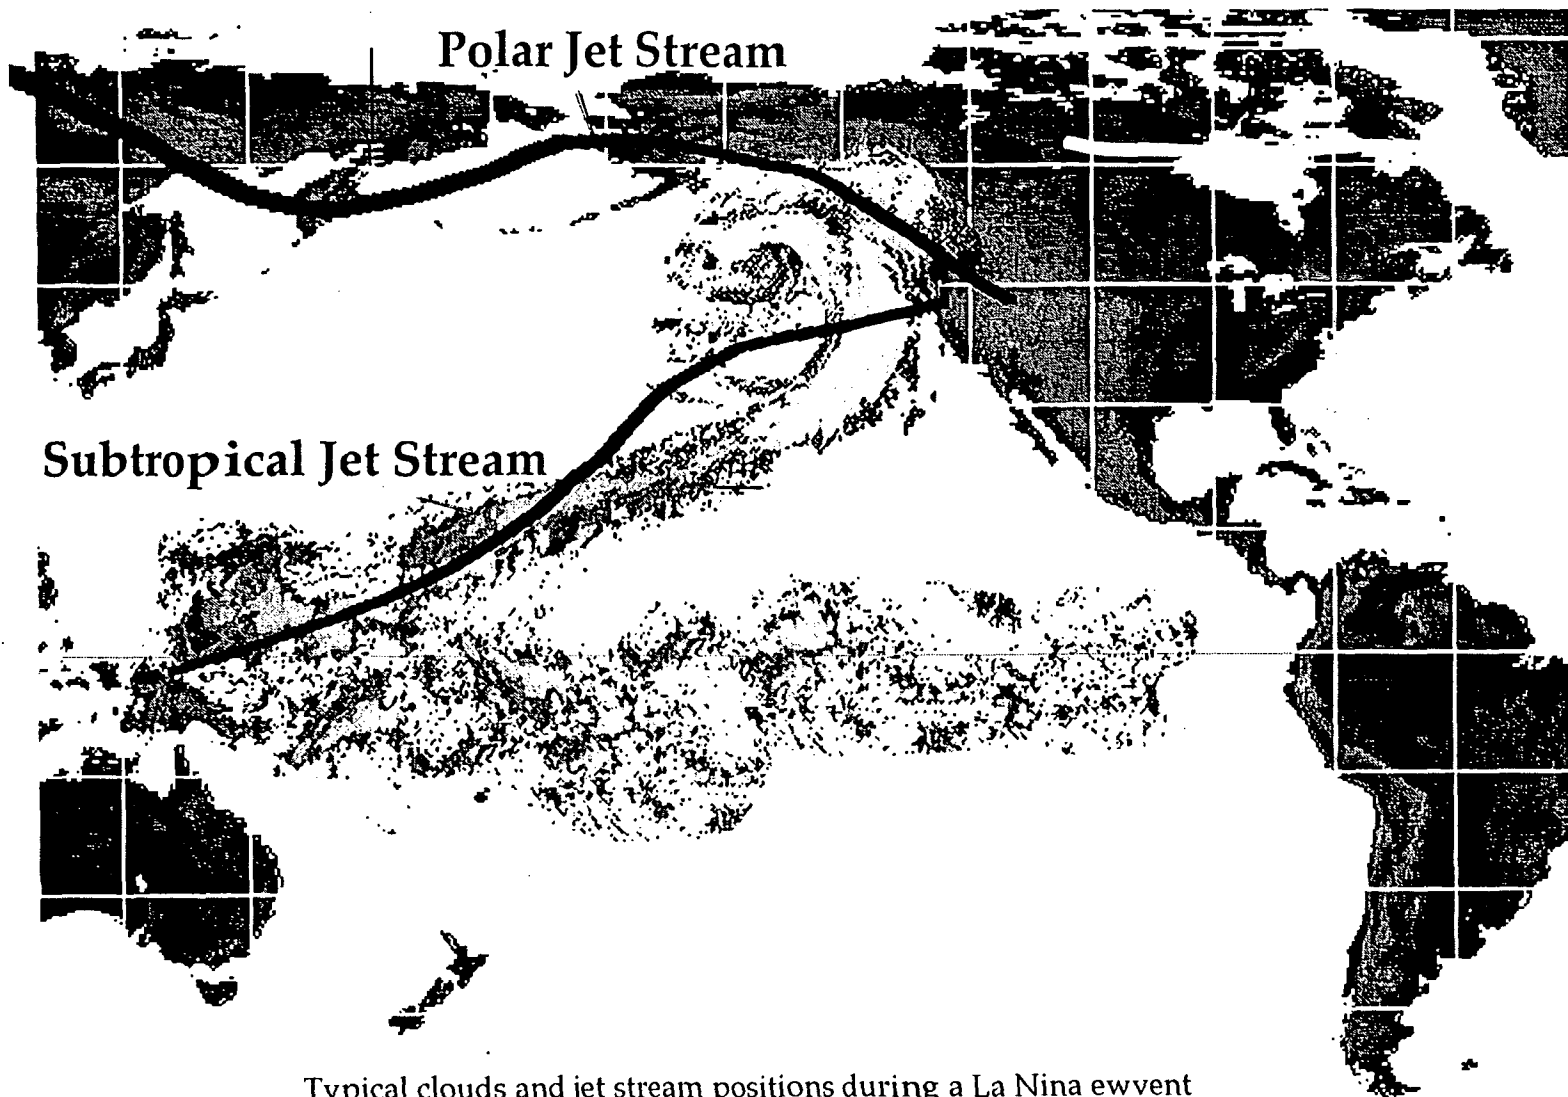 Polar Jet Stream
Subtropical Jet Stream
Typical clouds and jet stream positions during a La Nina ewvent